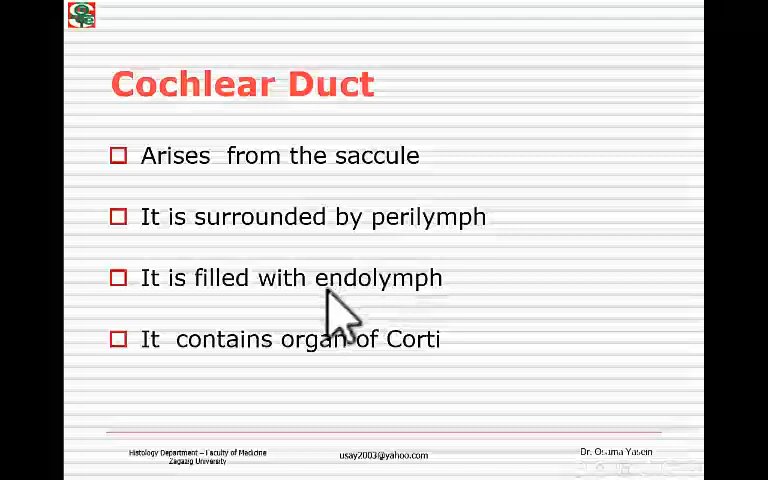 Cochlear Duct
Arises from the saccule
It is surrounded by perilymph
It is filled with endolymph
It contains organ of Corti
Histology Department – Faculty of Medicine
Zagazig University
usay2003@yahoo.com
Dr. Osama Yasein